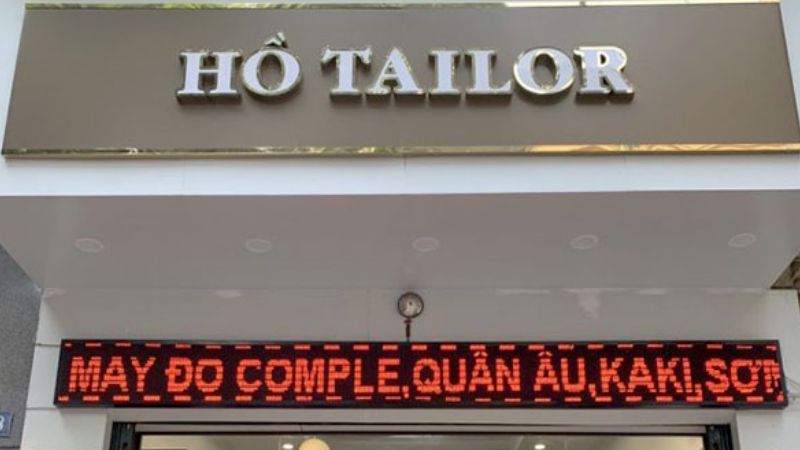 HỒ TAILOR
MAY ĐO COMPLE,QUẦN ÂU,KAKI,SƠ